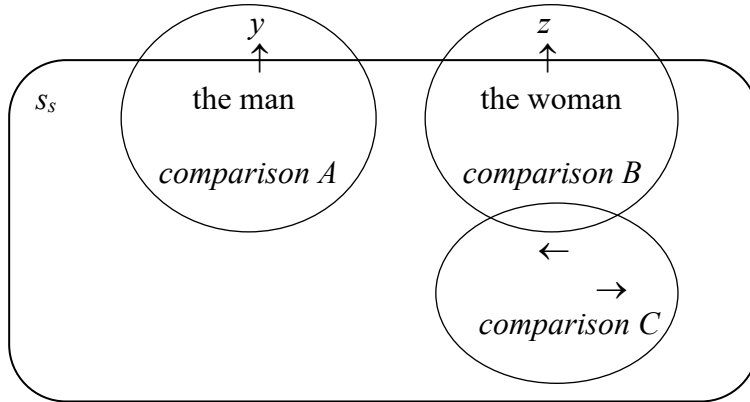 y z
↑ ↑
s_s the man the woman
comparison A comparison B
←
→
comparison C